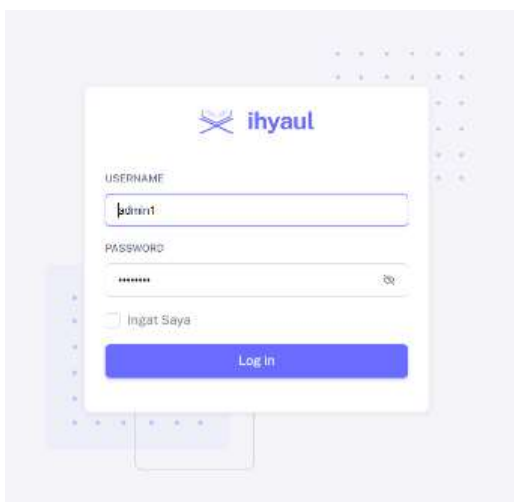 ihyaul
USERNAME
admin1
PASSWORD
••••••••
Ingat Saya
Log in